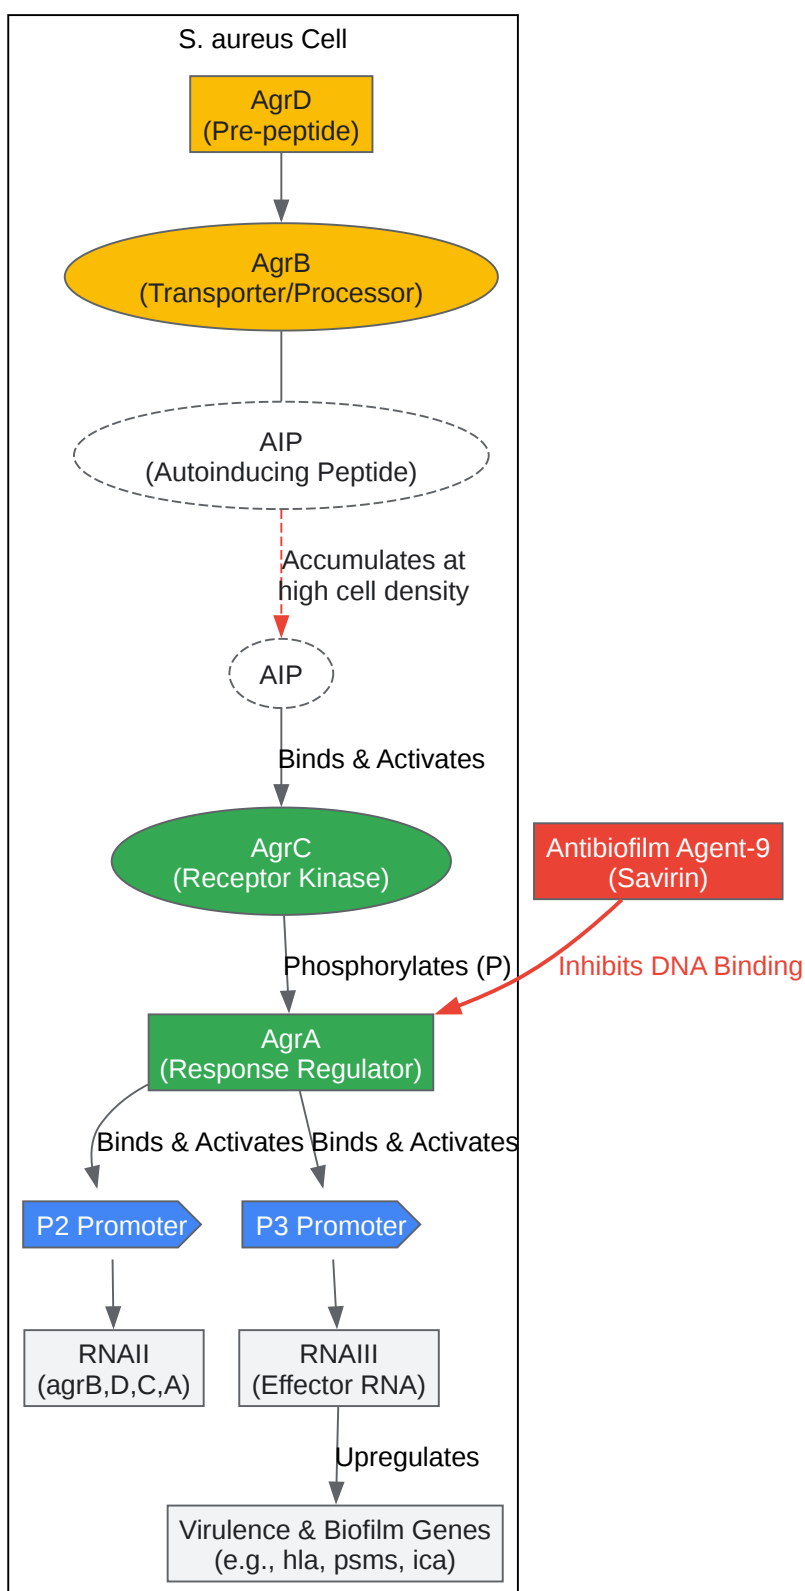 S. aureus Cell
AgrD
(Pre-peptide)
AgrB
(Transporter/Processor)
AIP
(Autoinducing Peptide)
Accumulates at
high cell density
AIP
Binds & Activates
AgrC
(Receptor Kinase)
Antibiofilm Agent-9
(Savirin)
Phosphorylates (P)
Inhibits DNA Binding
AgrA
(Response Regulator)
Binds & Activates
Binds & Activates
P2 Promoter
P3 Promoter
RNAII
(agrB,D,C,A)
RNAIII
(Effector RNA)
Upregulates
Virulence & Biofilm Genes
(e.g., hla, psms, ica)